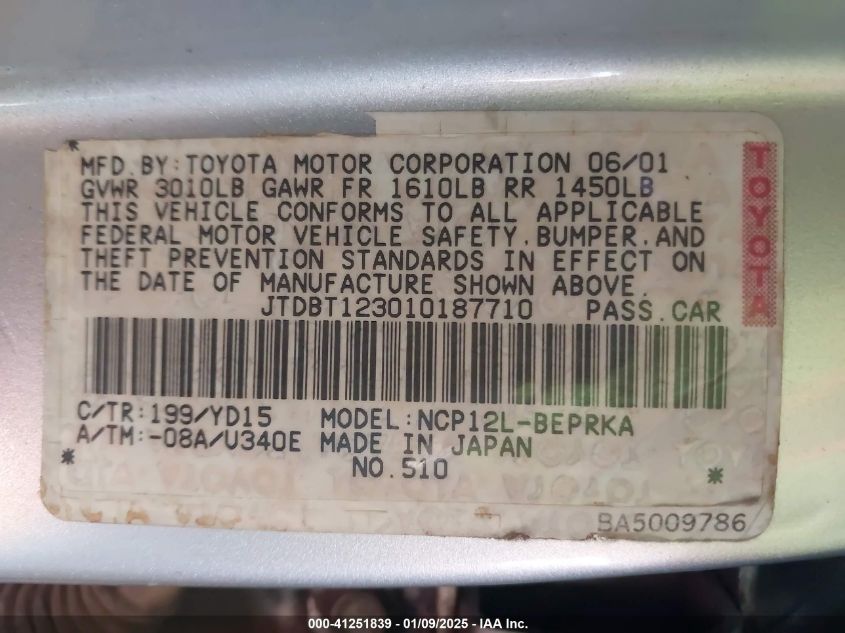 MFD.BY:TOYOTA MOTOR CORPORATION 06/01
GVWR 3010LB GAWR FR 1610LB RR 1450LB
THIS VEHICLE CONFORMS TO ALL APPLICABLE
FEDERAL MOTOR VEHICLE SAFETY,BUMPER,AND
THEFT PREVENTION STANDARDS IN EFFECT ON
THE DATE OF MANUFACTURE SHOWN ABOVE.
JTDBT123010187710 PASS.CAR
TOYOTA
C/TR:199/YD15 MODEL:NCP12L-BEPRKA
A/TM:-08A/U340E MADE IN JAPAN
* NO.510 *
BA5009786
000-41251839 - 01/09/2025 - IAA Inc.